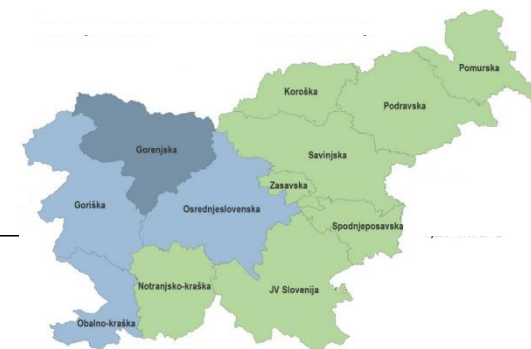 Pomurska
Koroška
Podravska
Gorenjska
Savinjska
Zasavska
Goriška
Osrednjeslovenska
Spodnjeposavska
Notranjsko-kraška
JV Slovenija
Obalno-kraška